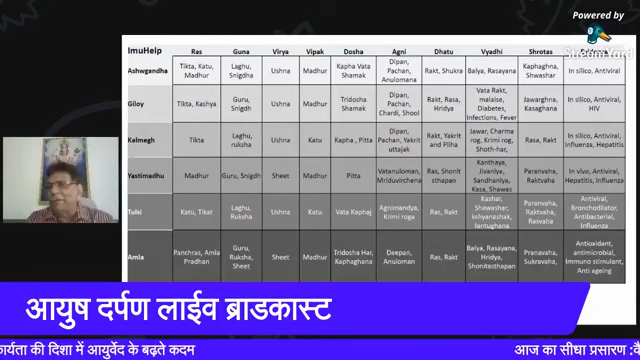 Powered by
StreamYard
ImuHelp Ras Guna Virya Vipak Dosha Agni Dhatu Vyadhi Shrotas
Ashwgandha
Tikta, Katu, Madhur
Laghu, Snigdha
Ushna
Madhur
Kapha Vata Shamak
Dipan, Pachan, Anulomana
Rakt, Shukra
Balya, Rasayana
Kaphaghna, Shwashar
In silico, Antiviral
Giloy
Tikta, Kashya
Guru, Snigdh
Ushna
Madhur
Tridosha Shamak
Dipan, Pachan, Chardi, Shool
Rakt, Rasa, Hridya
Vata Rakt, malaise, Diabetes, Infections, Fever
Jawarghna, Kasaghana
In silico, Antiviral, HIV
Kalmegh
Tikta
Laghu, ruksha
Ushna
Katu
Kapha , Pitta
Dipan, Pachan, Yakrit uttajak
Rakt, Yakrit and Pliha
Jawar, Charma rog, Krimi rog, Shoth-har,
Rasa, Rakt
In silico, Antiviral, Influenza, Hepatitis
Yastimadhu
Madhur
Guru, Snigdh
Sheet
Madhur
Pitta
Vatanuloman, Mriduvirchena
Ras, Shonit sthapan
Kanthaya, Jivaniya, Sandhanlya, Kasa, Shawas
Paranvaha, Raktvaha
In vivo, Antiviral, Hepatitis, Influenza
Tulsi
Katu, Tikat
Laghu, Ruksha
Ushna
Katu
Vata Kaphaj
Agnimandya, Krimi roga
Ras, Rakt
Kashar, Shawashar, kshyanashak, Jantughana
Paranvaha, Raktvaha, Rasvaha
Antiviral, Bronchodilator, Antibacterial, Influenza
Amla
Panchras, Amla Pradhan
Guru, Ruksha, Sheet
Sheet
Madhur
Tridosha Har, Kaphaghana
Deepan, Anuloman
Ras, Rakt
Balya, Rasayana, Hridya, Shonitasthapan
Pranavaha, Sukravaha,
Antioxidant, antimicrobial, Immuno stimulant, Anti ageing
आयुष दर्पण लाईव ब्राडकास्ट
कार्यता की दिशा में आयुर्वेद के बढ़ते कदम आज का सीधा प्रसारण :वै